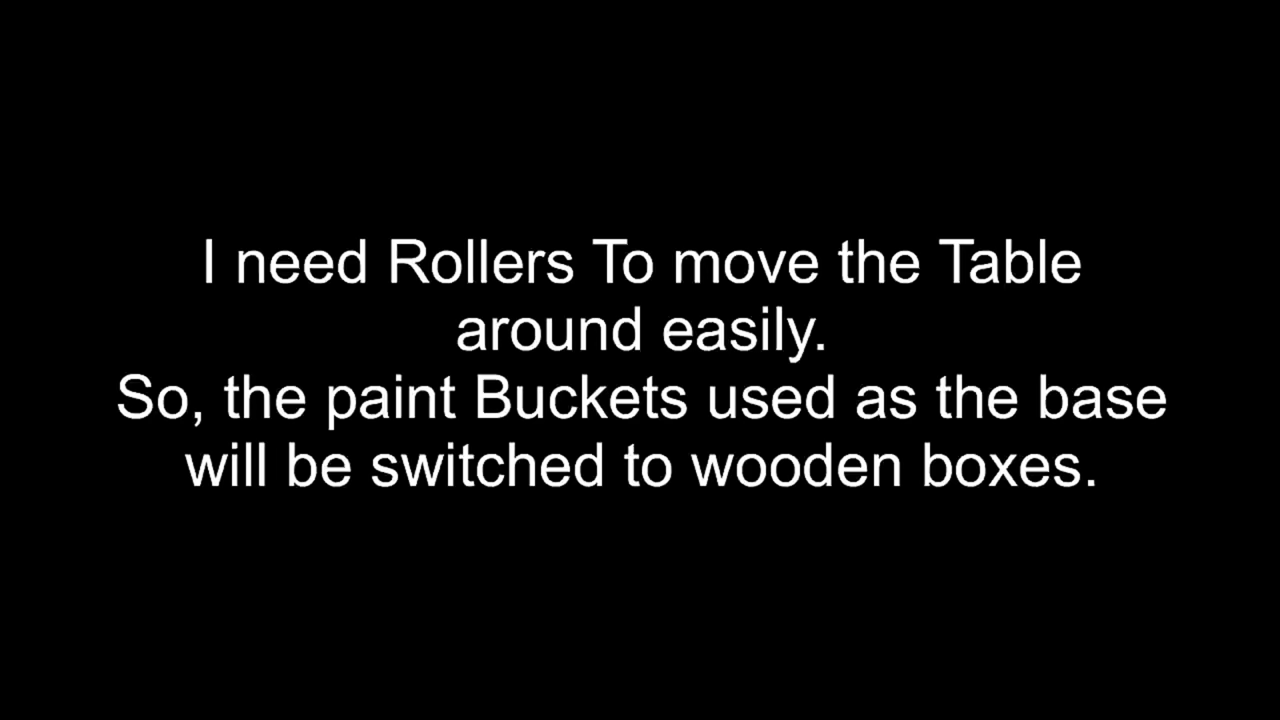 I need Rollers To move the Table
around easily.
So, the paint Buckets used as the base
will be switched to wooden boxes.